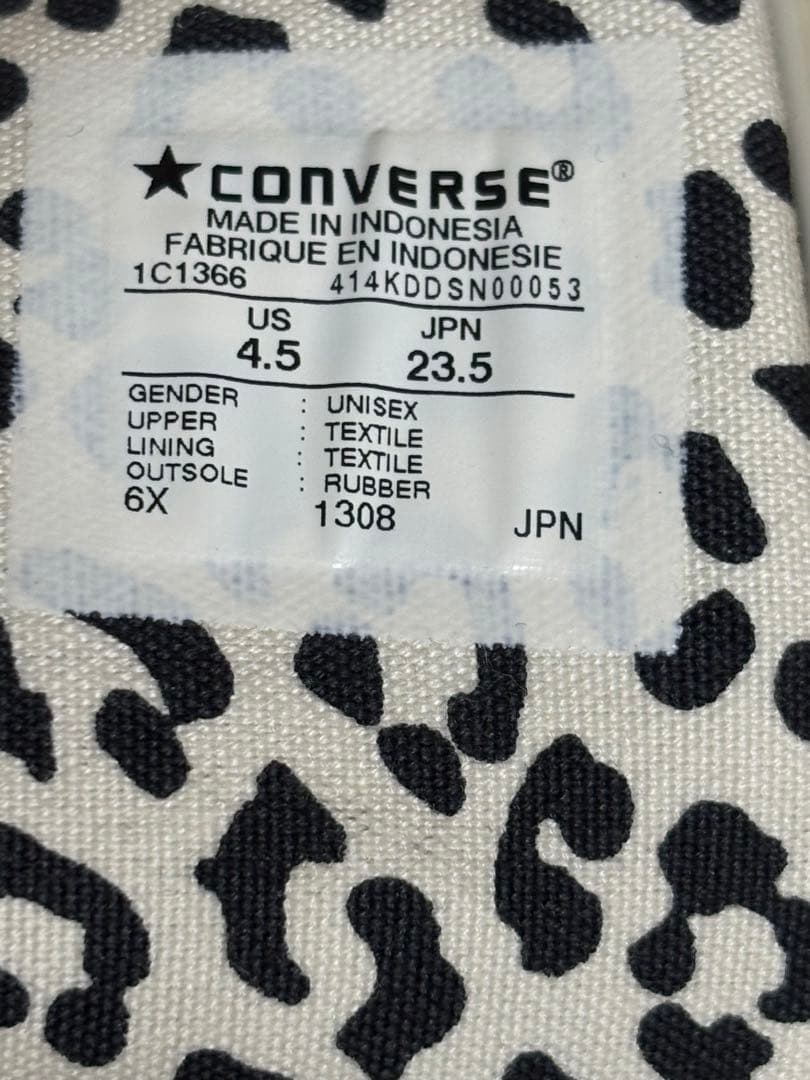 ★CONVERSE®
MADE IN INDONESIA
FABRIQUE EN INDONESIE
1C1366 414KDDSN00053
US JPN
4.5 23.5
GENDER : UNISEX
UPPER : TEXTILE
LINING : TEXTILE
OUTSOLE : RUBBER
6X 1308 JPN